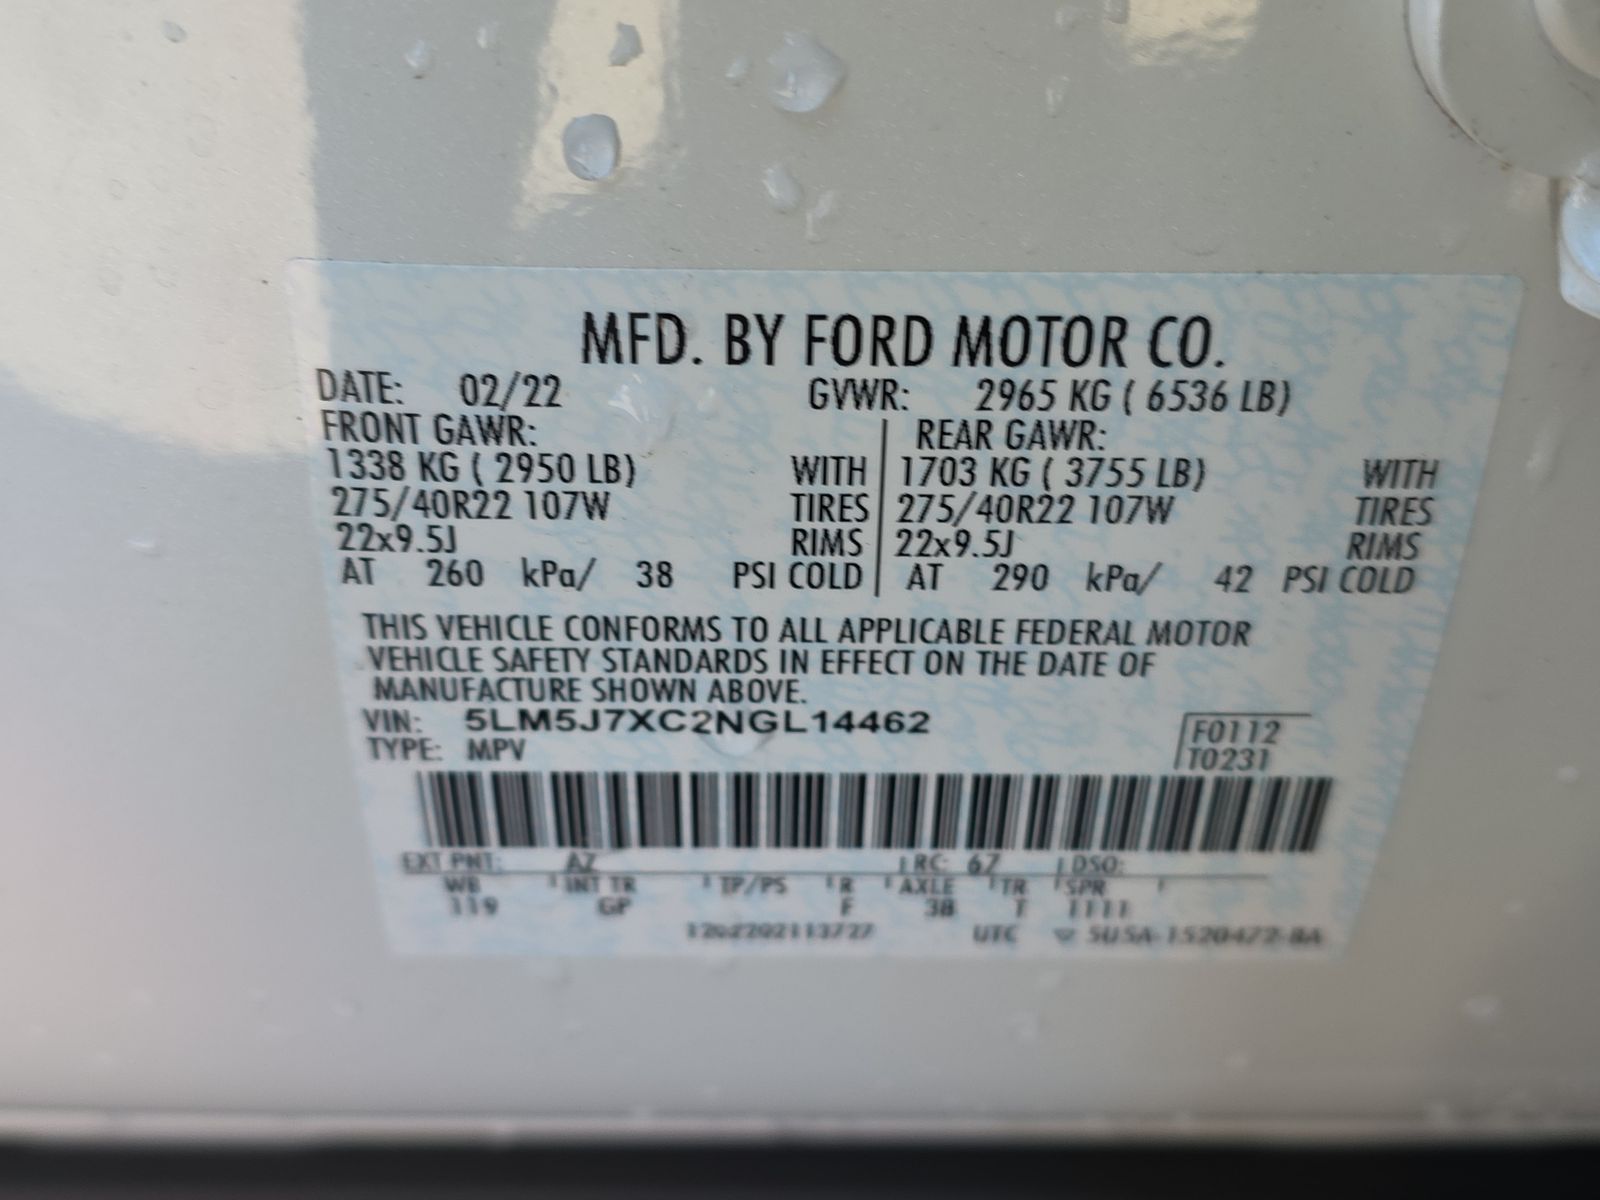 MFD. BY FORD MOTOR CO.
DATE: 02/22 GVWR: 2965 KG ( 6536 LB)
FRONT GAWR: REAR GAWR:
1338 KG ( 2950 LB) WITH 1703 KG ( 3755 LB) WITH
275/40R22 107W TIRES 275/40R22 107W TIRES
22x9.5J RIMS 22x9.5J RIMS
AT 260 kPa/ 38 PSI COLD AT 290 kPa/ 42 PSI COLD
THIS VEHICLE CONFORMS TO ALL APPLICABLE FEDERAL MOTOR
VEHICLE SAFETY STANDARDS IN EFFECT ON THE DATE OF
MANUFACTURE SHOWN ABOVE.
VIN: 5LM5J7XC2NGL14462
F0112
TYPE: MPV
T0231
EXT PNT: AZ RC: 67 DSO:
WB INT TR TP/PS R AXLE TR SPR
119 GP F 38 T 1111
UTC